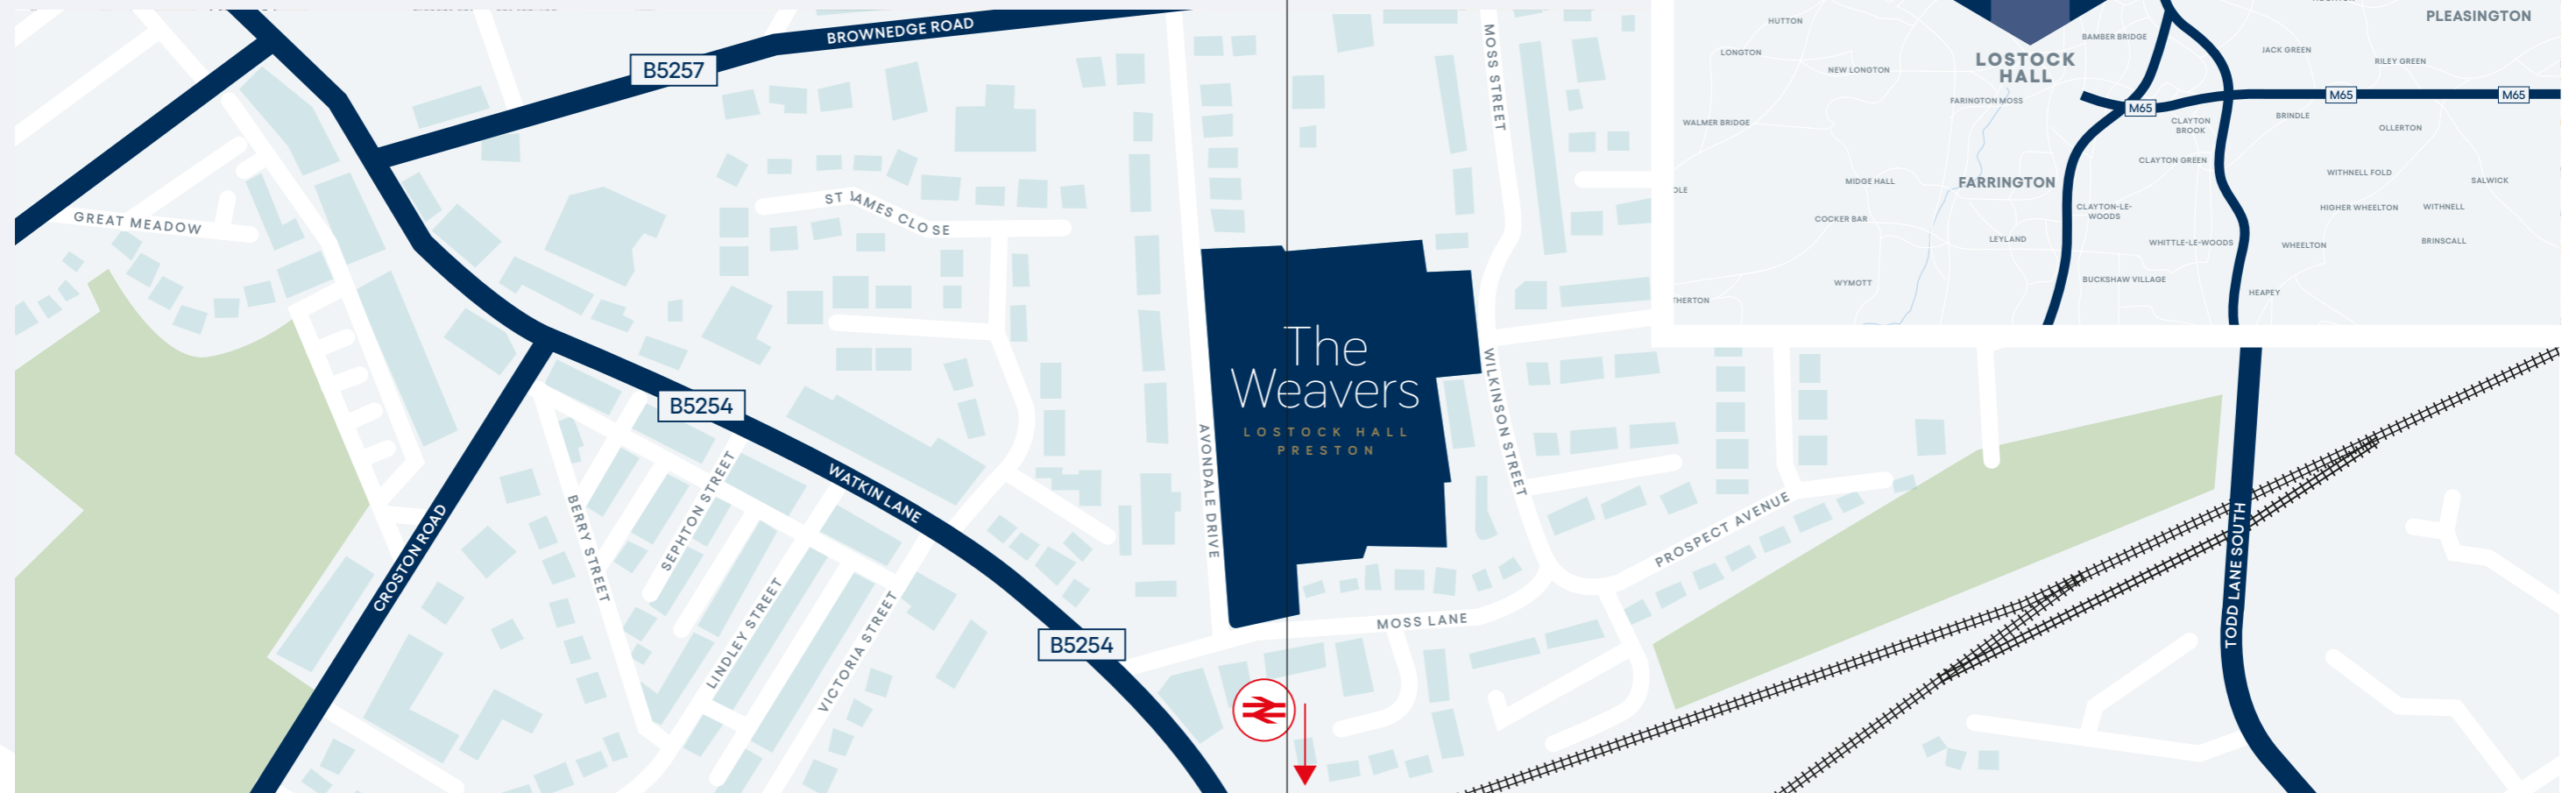 BROWNEDGE ROAD
B5257
MOSS STREET
GREAT MEADOW
ST JAMES CLOSE
The
Weavers
LOSTOCK HALL
PRESTON
B5254
WATKIN LANE
AVONDALE DRIVE
WILKINSON STREET
CROSTON ROAD
BERRY STREET
SEPHTON STREET
LINDLEY STREET
VICTORIA STREET
B5254
MOSS LANE
PROSPECT AVENUE
TODD LANE SOUTH
PLEASINGTON
HUTTON
BAMBER BRIDGE
LONGTON
JACK GREEN
LOSTOCK
HALL
RILEY GREEN
NEW LONGTON
M65
M65
M65
FARINGTON MOSS
BRINDLE
WALMER BRIDGE
CLAYTON
BROOK
OLLERTON
CLAYTON GREEN
WITHNELL FOLD
MIDGE HALL
FARRINGTON
SALWICK
OLE
CLAYTON-LE-
WOODS
HIGHER WHEELTON
WITHNELL
COCKER BAR
LEYLAND
WHITTLE-LE-WOODS
WHEELTON
BRINSCALL
WYMOTT
BUCKSHAW VILLAGE
HEAPEY
THERTON